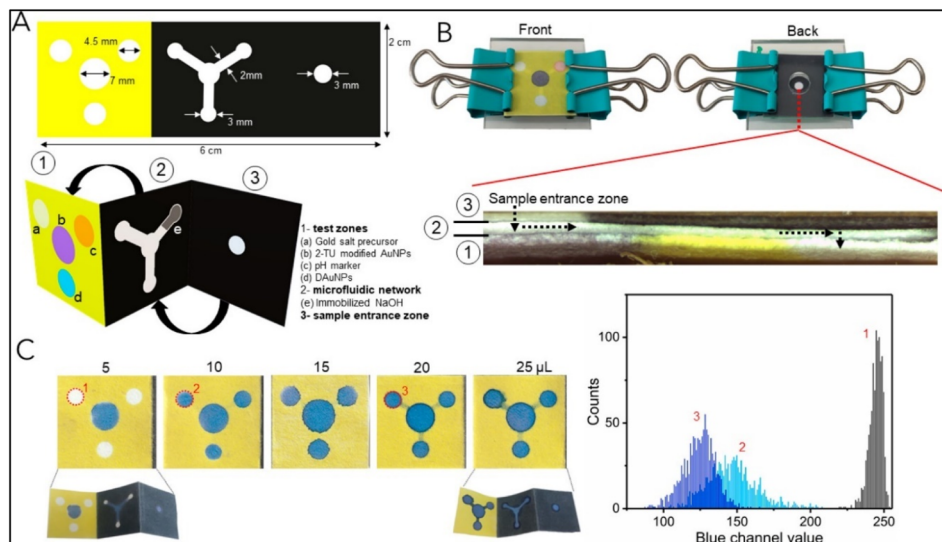 A
4.5 mm
7 mm
2mm
3 mm
3 mm
2 cm
6 cm
1
2
3
a
b
c
d
e
1- test zones
(a) Gold salt precursor
(b) 2-TU modified AuNPs
(c) pH marker
(d) DAuNPs
2- microfluidic network
(e) Immobilized NaOH
3- sample entrance zone
B
Front
Back
Sample entrance zone
3
2
1
C
5
10
15
20
25 µL
1
2
3
Counts
100
50
0
1
2
3
100
150
200
250
Blue channel value